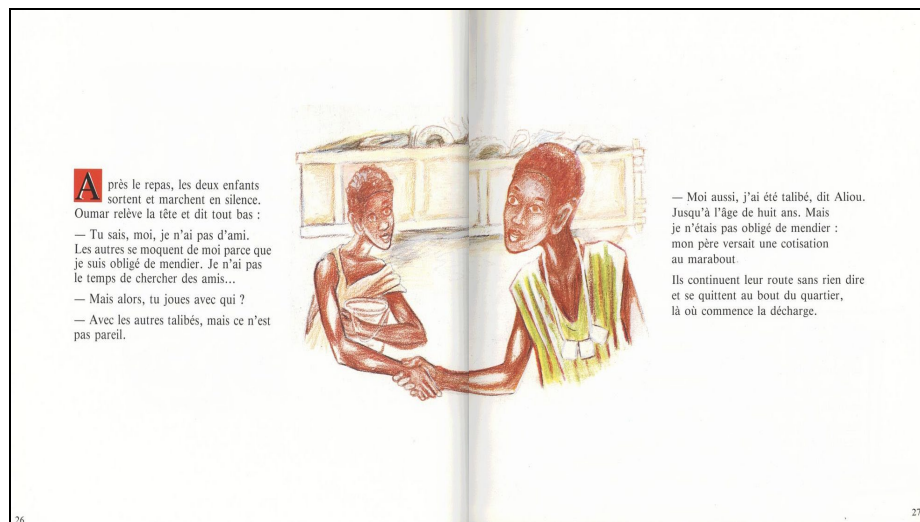 Après le repas, les deux enfants
sortent et marchent en silence.
Oumar relève la tête et dit tout bas :
— Tu sais, moi, je n'ai pas d'ami.
Les autres se moquent de moi parce que
je suis obligé de mendier. Je n'ai pas
le temps de chercher des amis...
— Mais alors, tu joues avec qui ?
— Avec les autres talibés, mais ce n'est
pas pareil.
26
— Moi aussi, j'ai été talibé, dit Aliou.
Jusqu'à l'âge de huit ans. Mais
je n'étais pas obligé de mendier :
mon père versait une cotisation
au marabout.
Ils continuent leur route sans rien dire
et se quittent au bout du quartier,
là où commence la décharge.
27